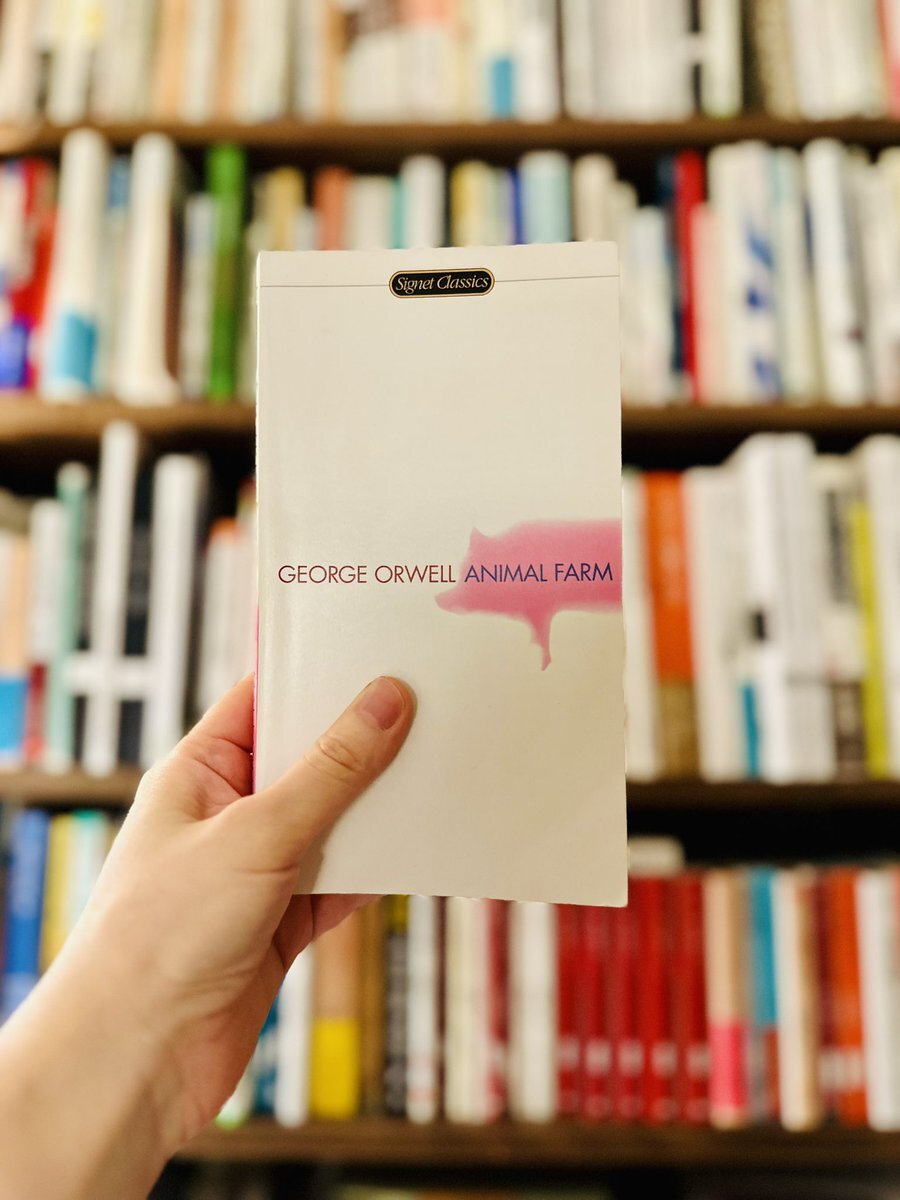 Signet Classics
GEORGE ORWELL ANIMAL FARM